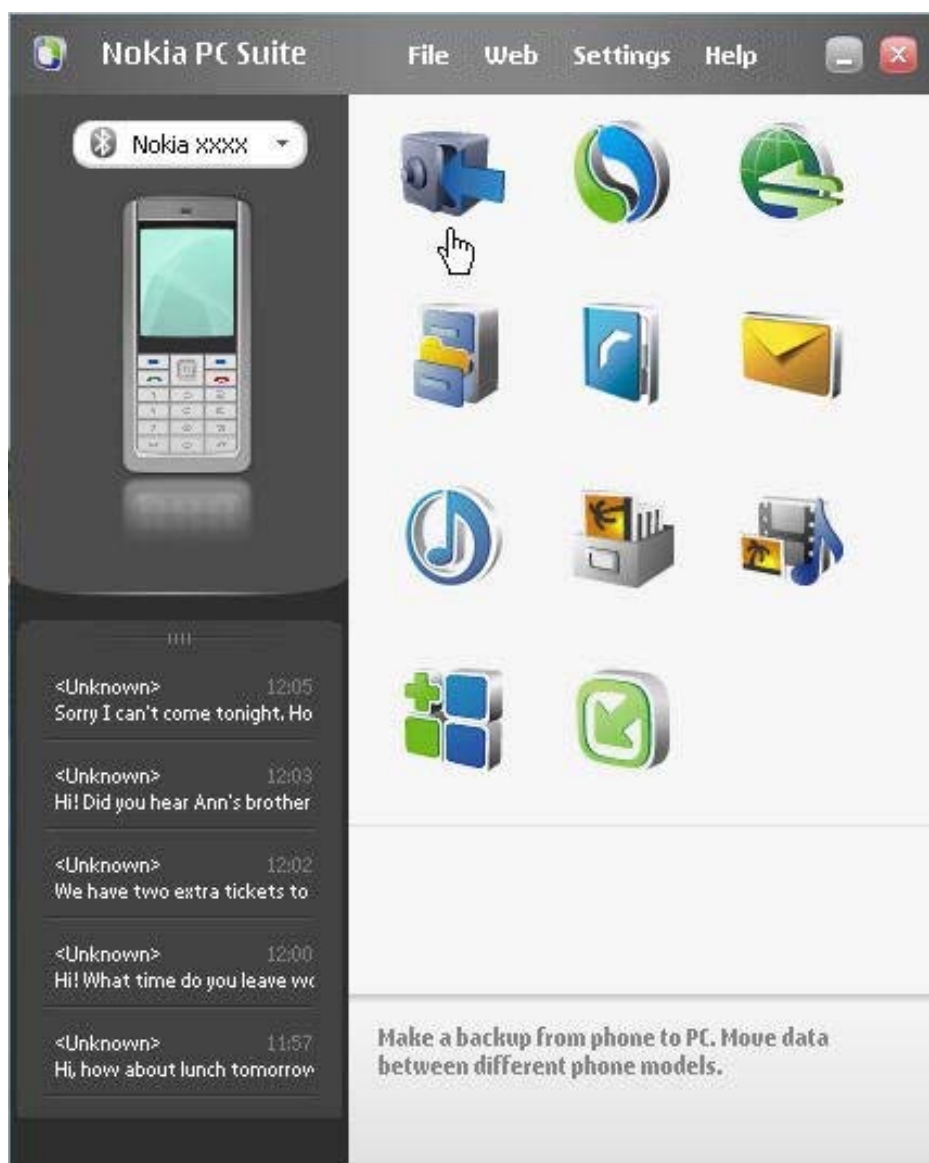 Nokia PC Suite
File Web Settings Help
Nokia xxxx
<Unknown> 12:05
Sorry I can't come tonight. Ho
<Unknown> 12:03
Hi! Did you hear Ann's brother
<Unknown> 12:02
We have two extra tickets to
<Unknown> 12:00
Hi! What time do you leave
<Unknown> 11:57
Hi, how about lunch tomorrow
Make a backup from phone to PC. Move data
between different phone models.